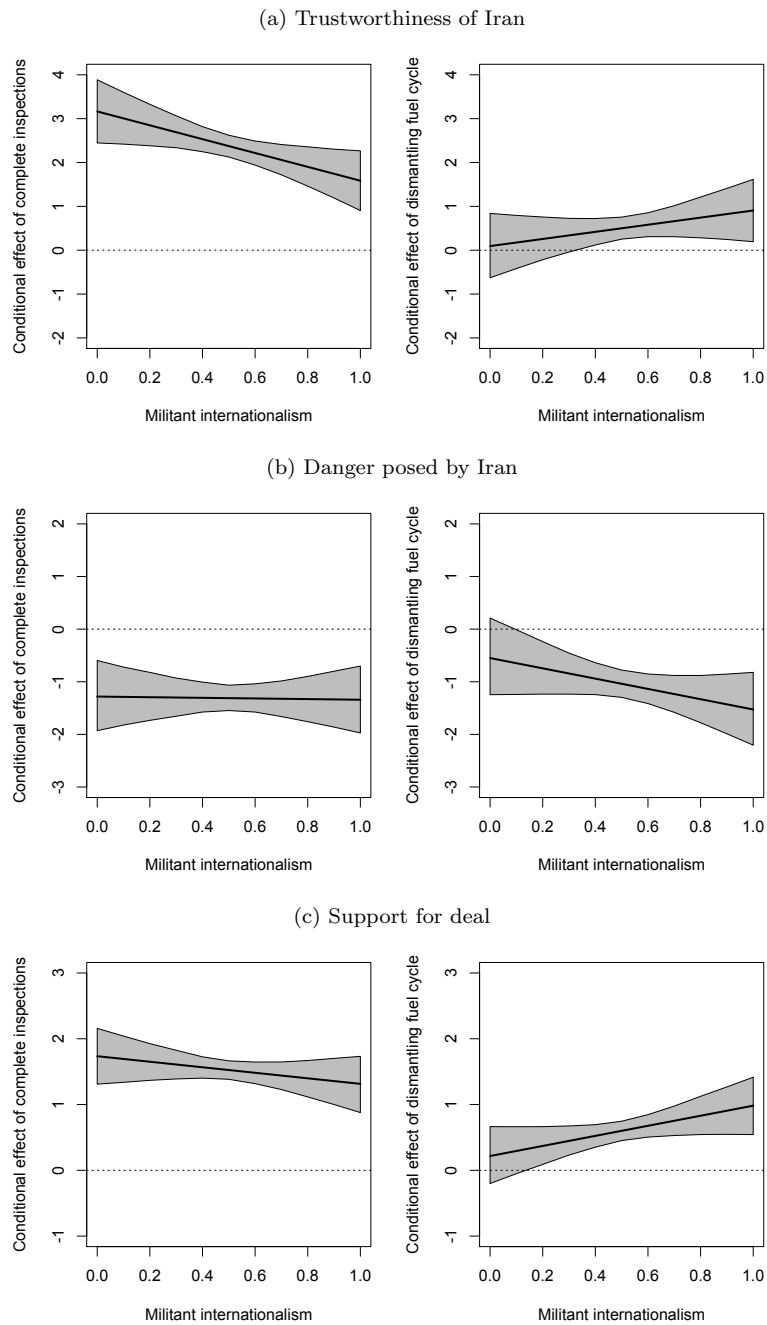 (a) Trustworthiness of Iran
Conditional effect of complete inspections
4
3
2
1
0
-1
-2
0.0 0.2 0.4 0.6 0.8 1.0
Militant internationalism
Conditional effect of dismantling fuel cycle
4
3
2
1
0
-1
-2
0.0 0.2 0.4 0.6 0.8 1.0
Militant internationalism
(b) Danger posed by Iran
Conditional effect of complete inspections
2
1
0
-1
-2
-3
0.0 0.2 0.4 0.6 0.8 1.0
Militant internationalism
Conditional effect of dismantling fuel cycle
2
1
0
-1
-2
-3
0.0 0.2 0.4 0.6 0.8 1.0
Militant internationalism
(c) Support for deal
Conditional effect of complete inspections
3
2
1
0
-1
0.0 0.2 0.4 0.6 0.8 1.0
Militant internationalism
Conditional effect of dismantling fuel cycle
3
2
1
0
-1
0.0 0.2 0.4 0.6 0.8 1.0
Militant internationalism